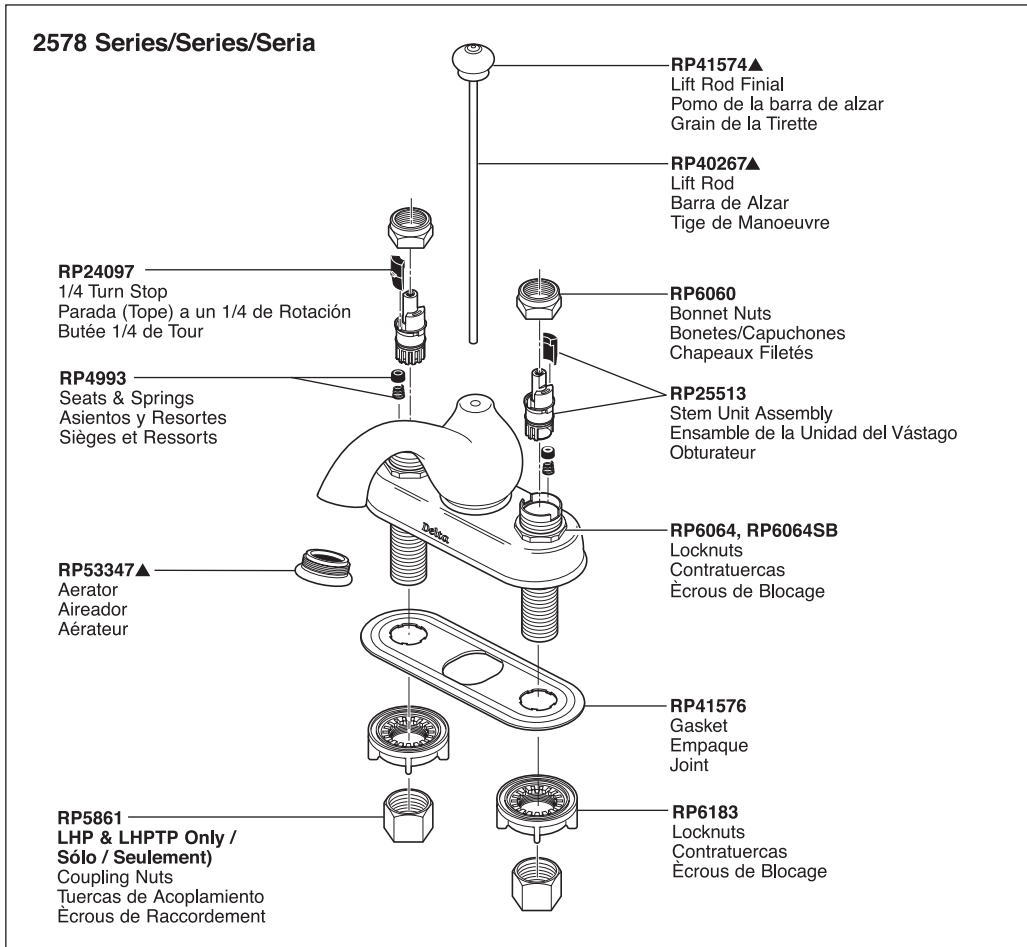 2578 Series/Series/Seria
RP41574▲
Lift Rod Finial
Pomo de la barra de alzar
Grain de la Tirette
RP40267▲
Lift Rod
Barra de Alzar
Tige de Manoeuvre
RP24097
1/4 Turn Stop
Parada (Tope) a un 1/4 de Rotación
Butée 1/4 de Tour
RP6060
Bonnet Nuts
Bonetes/Capuchones
Chapeaux Filetés
RP4993
Seats & Springs
Asientos y Resortes
Sièges et Ressorts
RP25513
Stem Unit Assembly
Ensamble de la Unidad del Vástago
Obturateur
Delta
RP6064, RP6064SB
Locknuts
Contratuercas
Ècrous de Blocage
RP53347▲
Aerator
Aireador
Aérateur
RP41576
Gasket
Empaque
Joint
RP5861
LHP & LHPTP Only /
Sólo / Seulement)
Coupling Nuts
Tuercas de Acoplamiento
Ècrous de Raccordement
RP6183
Locknuts
Contratuercas
Ècrous de Blocage